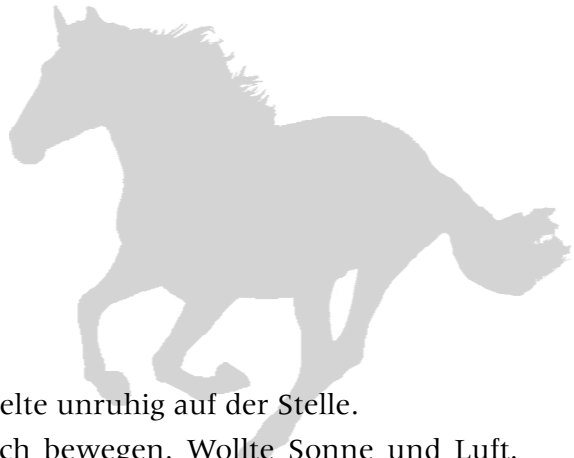 elte unruhig auf der Stelle.
ch bewegen. Wollte Sonne und Luft.